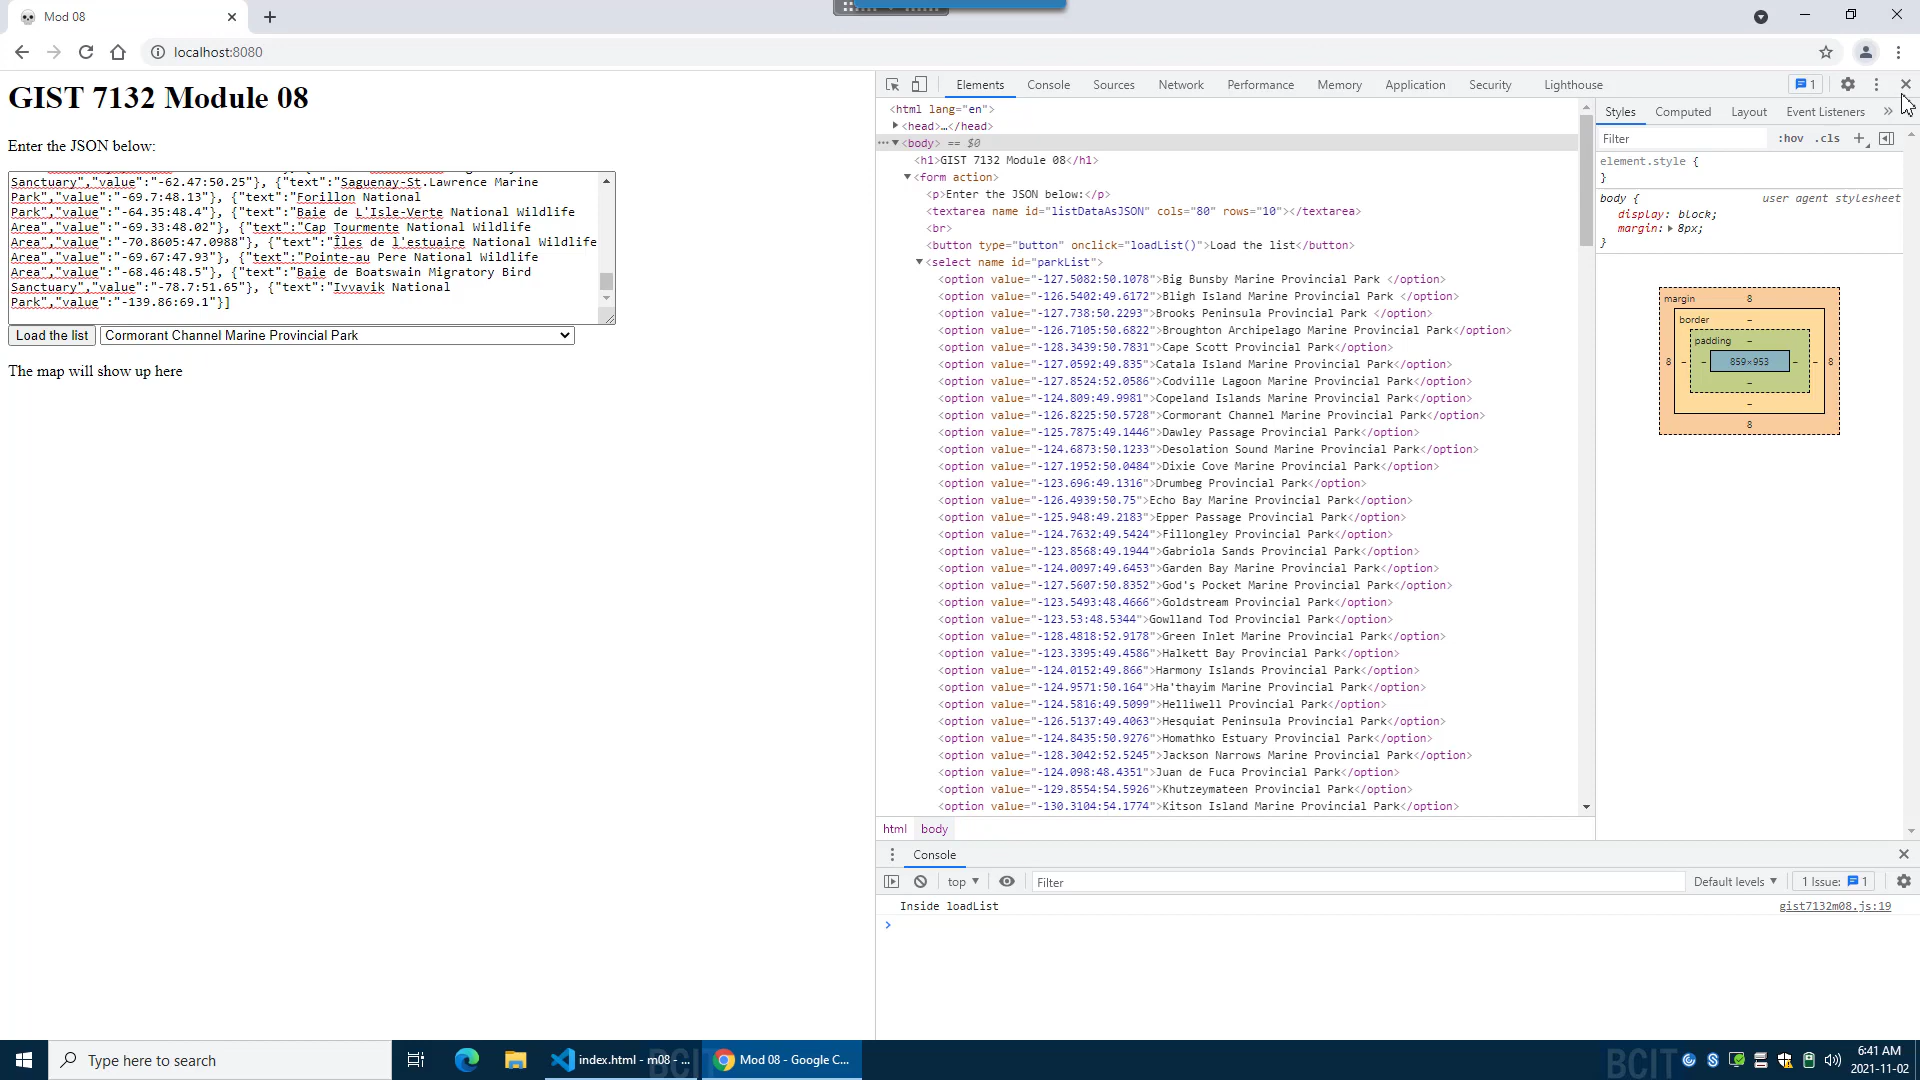 Mod 08
localhost:8080
GIST 7132 Module 08
Enter the JSON below:
Sanctuary","value":"-62.47:50.25"}, {"text":"Saguenay-St.Lawrence Marine
Park","value":"-69.7:48.13"}, {"text":"Forillon National
Park","value":"-64.35:48.4"}, {"text":"Baie de L'Isle-Verte National Wildlife
Area","value":"-69.33:48.02"}, {"text":"Cap Tourmente National Wildlife
Area","value":"-70.8605:47.0988"}, {"text":"Îles de l'estuaire National Wildlife
Area","value":"-69.67:47.93"}, {"text":"Pointe-au Pere National Wildlife
Area","value":"-68.46:48.5"}, {"text":"Baie de Boatswain Migratory Bird
Sanctuary","value":"-78.7:51.65"}, {"text":"Ivvavik National
Park","value":"-139.86:69.1"}]
Load the list Cormorant Channel Marine Provincial Park
The map will show up here
Elements Console Sources Network Performance Memory Application Security Lighthouse 1
<html lang="en">
<head>…</head>
<body> == $0
<h1>GIST 7132 Module 08</h1>
<form action>
<p>Enter the JSON below:</p>
<textarea name id="listDataAsJSON" cols="80" rows="10"></textarea>
<br>
<button type="button" onclick="loadList()">Load the list</button>
<select name id="parkList">
<option value="-127.5082:50.1078">Big Bunsby Marine Provincial Park </option>
<option value="-126.5402:49.6172">Bligh Island Marine Provincial Park </option>
<option value="-127.738:50.2293">Brooks Peninsula Provincial Park </option>
<option value="-126.7105:50.6822">Broughton Archipelago Marine Provincial Park</option>
<option value="-128.3439:50.7831">Cape Scott Provincial Park</option>
<option value="-127.0592:49.835">Catala Island Marine Provincial Park</option>
<option value="-127.8524:52.0586">Codville Lagoon Marine Provincial Park</option>
<option value="-124.809:49.9981">Copeland Islands Marine Provincial Park</option>
<option value="-126.8225:50.5728">Cormorant Channel Marine Provincial Park</option>
<option value="-125.7875:49.1446">Dawley Passage Provincial Park</option>
<option value="-124.6873:50.1233">Desolation Sound Marine Provincial Park</option>
<option value="-127.1952:50.0484">Dixie Cove Marine Provincial Park</option>
<option value="-123.696:49.1316">Drumbeg Provincial Park</option>
<option value="-126.4939:50.75">Echo Bay Marine Provincial Park</option>
<option value="-125.948:49.2183">Epper Passage Provincial Park</option>
<option value="-124.7632:49.5424">Fillongley Provincial Park</option>
<option value="-123.8568:49.1944">Gabriola Sands Provincial Park</option>
<option value="-124.0097:49.6453">Garden Bay Marine Provincial Park</option>
<option value="-127.5607:50.8352">God's Pocket Marine Provincial Park</option>
<option value="-123.5493:48.4666">Goldstream Provincial Park</option>
<option value="-123.53:48.5344">Gowlland Tod Provincial Park</option>
<option value="-128.4818:52.9178">Green Inlet Marine Provincial Park</option>
<option value="-123.3395:49.4586">Halkett Bay Provincial Park</option>
<option value="-124.0152:49.866">Harmony Islands Provincial Park</option>
<option value="-124.9571:50.164">Ha'thayim Marine Provincial Park</option>
<option value="-124.5816:49.5099">Helliwell Provincial Park</option>
<option value="-126.5137:49.4063">Hesquiat Peninsula Provincial Park</option>
<option value="-124.8435:50.9276">Homathko Estuary Provincial Park</option>
<option value="-128.3042:52.5245">Jackson Narrows Marine Provincial Park</option>
<option value="-124.098:48.4351">Juan de Fuca Provincial Park</option>
<option value="-129.8554:54.5926">Khutzeymateen Provincial Park</option>
<option value="-130.3104:54.1774">Kitson Island Marine Provincial Park</option>
html body
Styles Computed Layout Event Listeners »
Filter :hov .cls +
element.style {
}
body { user agent stylesheet
display: block;
margin: 8px;
}
margin 8
border –
padding –
8 – – 859×953 – – 8
–
–
8
Console
top Filter Default levels 1 Issue: 1
Inside loadList gist7132m08.js:19
Type here to search
index.html - m08 - ...
Mod 08 - Google C...
BCIT
6:41 AM
2021-11-02